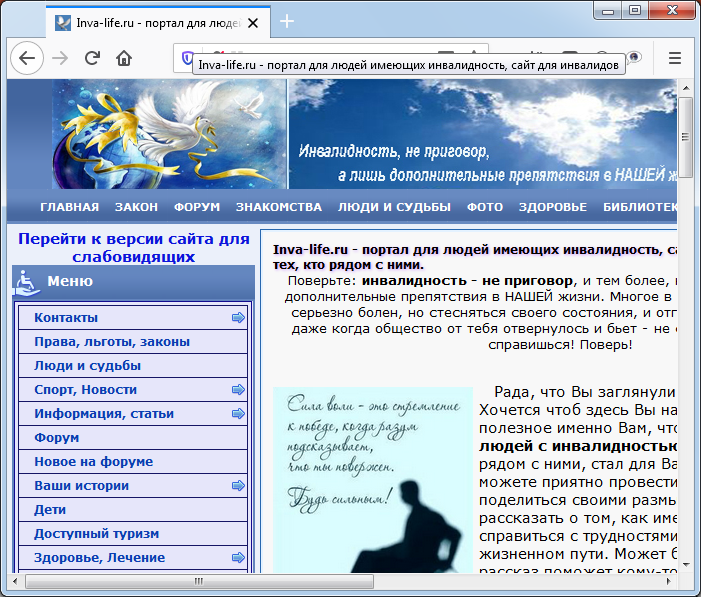 Inva-life.ru - портал для людей
Inva-life.ru - портал для людей имеющих инвалидность, сайт для инвалидов
Инвалидность, не приговор,
а лишь дополнительные препятствия в НАШЕЙ ж
ГЛАВНАЯ ЗАКОН ФОРУМ ЗНАКОМСТВА ЛЮДИ И СУДЬБЫ ФОТО ЗДОРОВЬЕ БИБЛИОТЕК
Перейти к версии сайта для
слабовидящих
Меню
Контакты
Права, льготы, законы
Люди и судьбы
Спорт, Новости
Информация, статьи
Форум
Новое на форуме
Ваши истории
Дети
Доступный туризм
Здоровье, Лечение
Inva-life.ru - портал для людей имеющих инвалидность, са
тех, кто рядом с ними.
Поверьте: инвалидность - не приговор, и тем более,
дополнительные препятствия в НАШЕЙ жизни. Многое в
серьезно болен, но стесняться своего состояния, и отг
даже когда общество от тебя отвернулось и бьет - не
справишься! Поверь!
Сила воли - это стремление
к победе, когда разум
подсказывает,
что ты повержен.
Будь сильным!
Рада, что Вы заглянули
Хочется чтоб здесь Вы на
полезное именно Вам, что
людей с инвалидностью
рядом с ними, стал для Ва
можете приятно провести
поделиться своими размы
рассказать о том, как име
справиться с трудностями
жизненном пути. Может б
рассказ поможет кому-то